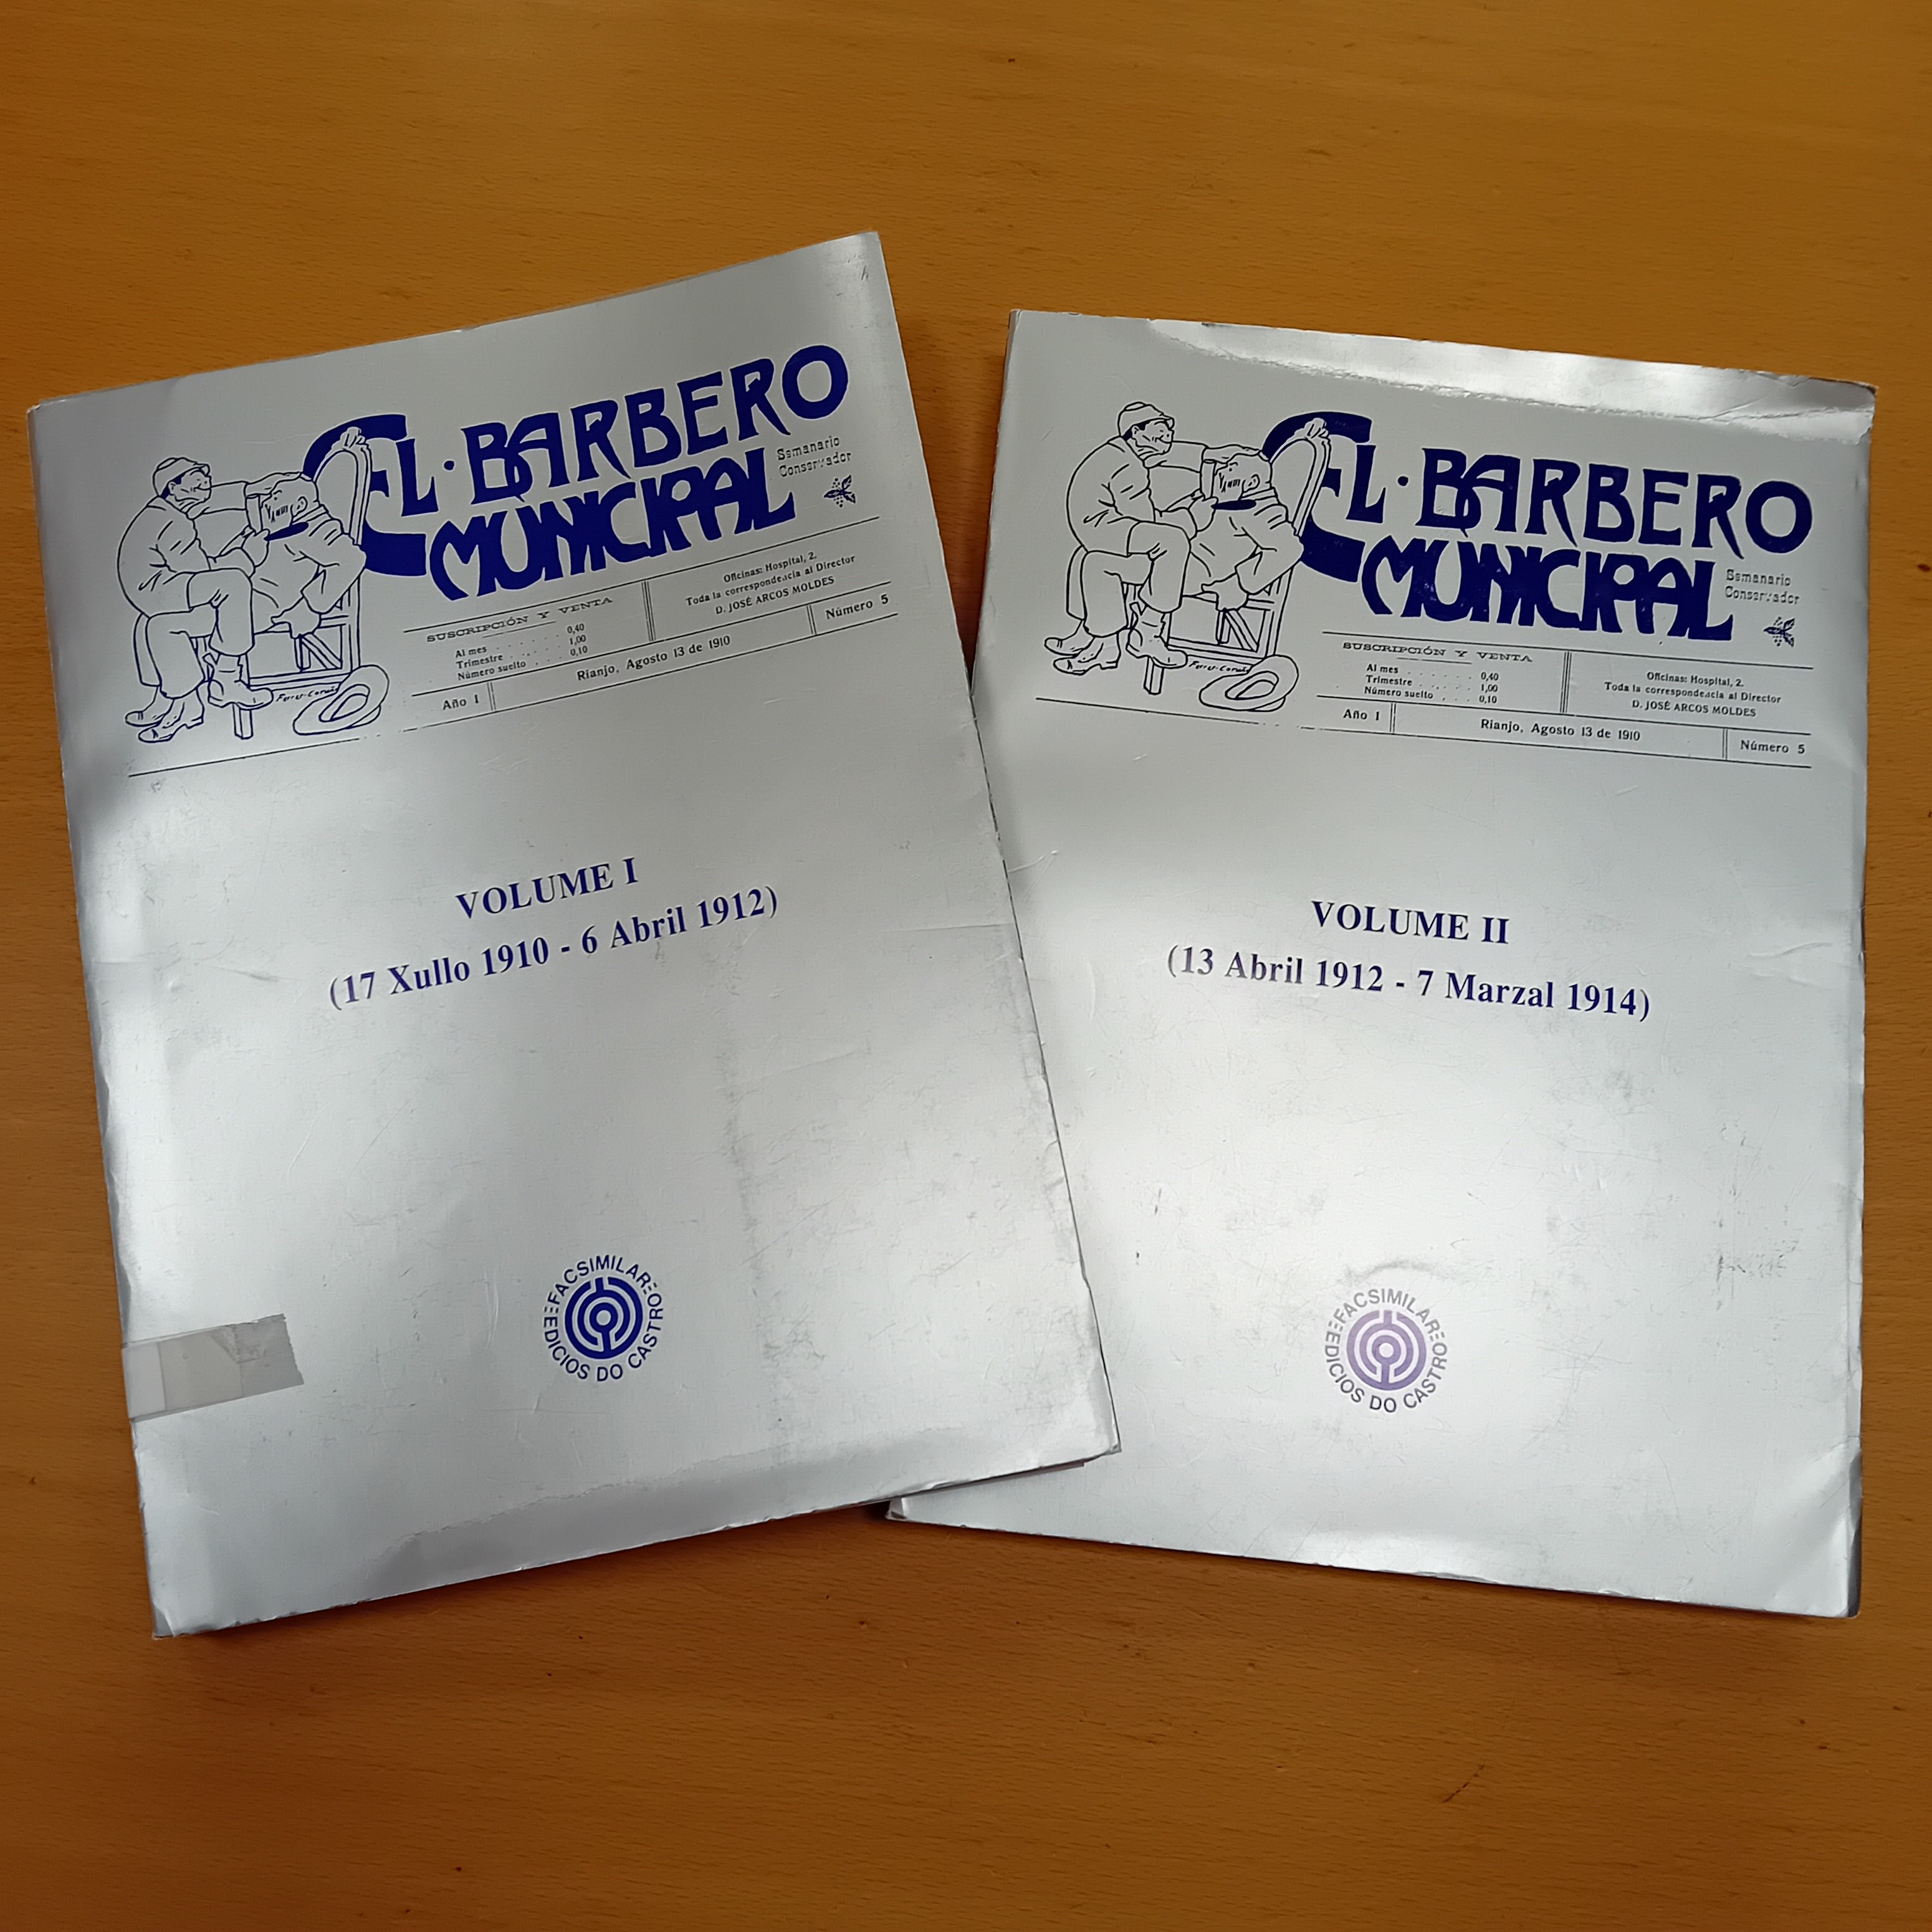 EL·BARBERO
MUNICIPAL
Semanario
Conservador
SUSCRIPCIÓN Y VENTA
Al mes . . . . . . . 0,40
Trimestre . . . . . 1,00
Número suelto . . . . 0,10
Oficinas: Hospital, 2.
Toda la correspondencia al Director
D. JOSÉ ARCOS MOLDES
Año I
Rianjo, Agosto 13 de 1910
Número 5
VOLUME I
(17 Xullo 1910 - 6 Abril 1912)
FACSIMILAR
EDICIOS DO CASTRO
EL·BARBERO
MUNICIPAL
Semanario
Conservador
SUSCRIPCIÓN Y VENTA
Al mes . . . . . . . 0,40
Trimestre . . . . . 1,00
Número suelto . . . . 0,10
Oficinas: Hospital, 2.
Toda la correspondencia al Director
D. JOSÉ ARCOS MOLDES
Año I
Rianjo, Agosto 13 de 1910
Número 5
VOLUME II
(13 Abril 1912 - 7 Marzal 1914)
FACSIMILAR
EDICIOS DO CASTRO